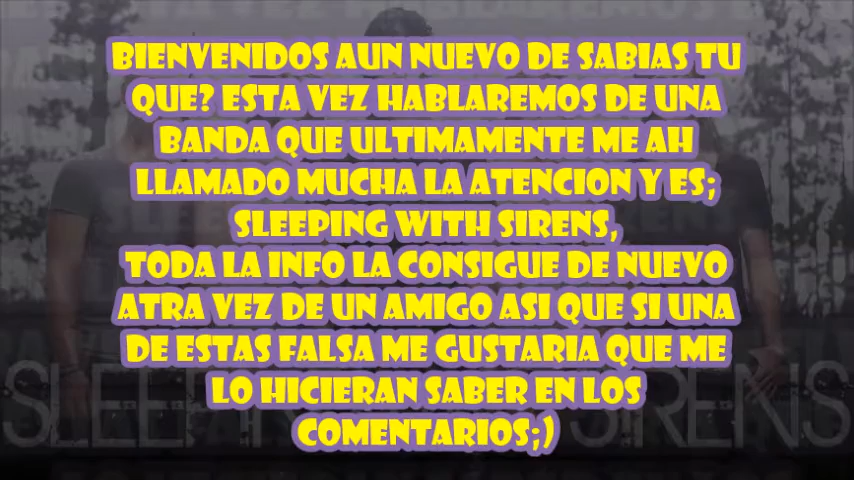 BIENVENIDOS AUN NUEVO DE SABIAS TU
QUE? ESTA VEZ HABLAREMOS DE UNA
BANDA QUE ULTIMAMENTE ME AH
LLAMADO MUCHA LA ATENCION Y ES;
SLEEPING WITH SIRENS,
TODA LA INFO LA CONSIGUE DE NUEVO
ATRA VEZ DE UN AMIGO ASI QUE SI UNA
DE ESTAS FALSA ME GUSTARIA QUE ME
LO HICIERAN SABER EN LOS
COMENTARIOS;)